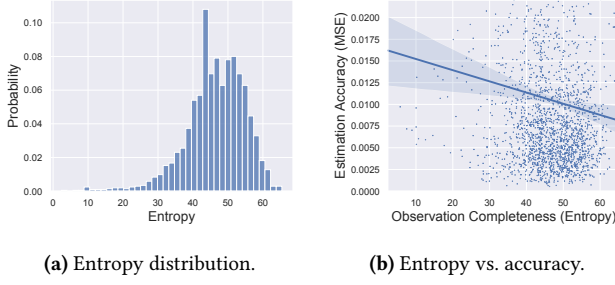 0.10
0.08
0.06
0.04
0.02
0.00
Probability
0 10 20 30 40 50 60
Entropy
(a) Entropy distribution.
0.0200
0.0175
0.0150
0.0125
0.0100
0.0075
0.0050
0.0025
0.0000
Estimation Accuracy (MSE)
10 20 30 40 50 60
Observation Completeness (Entropy)
(b) Entropy vs. accuracy.